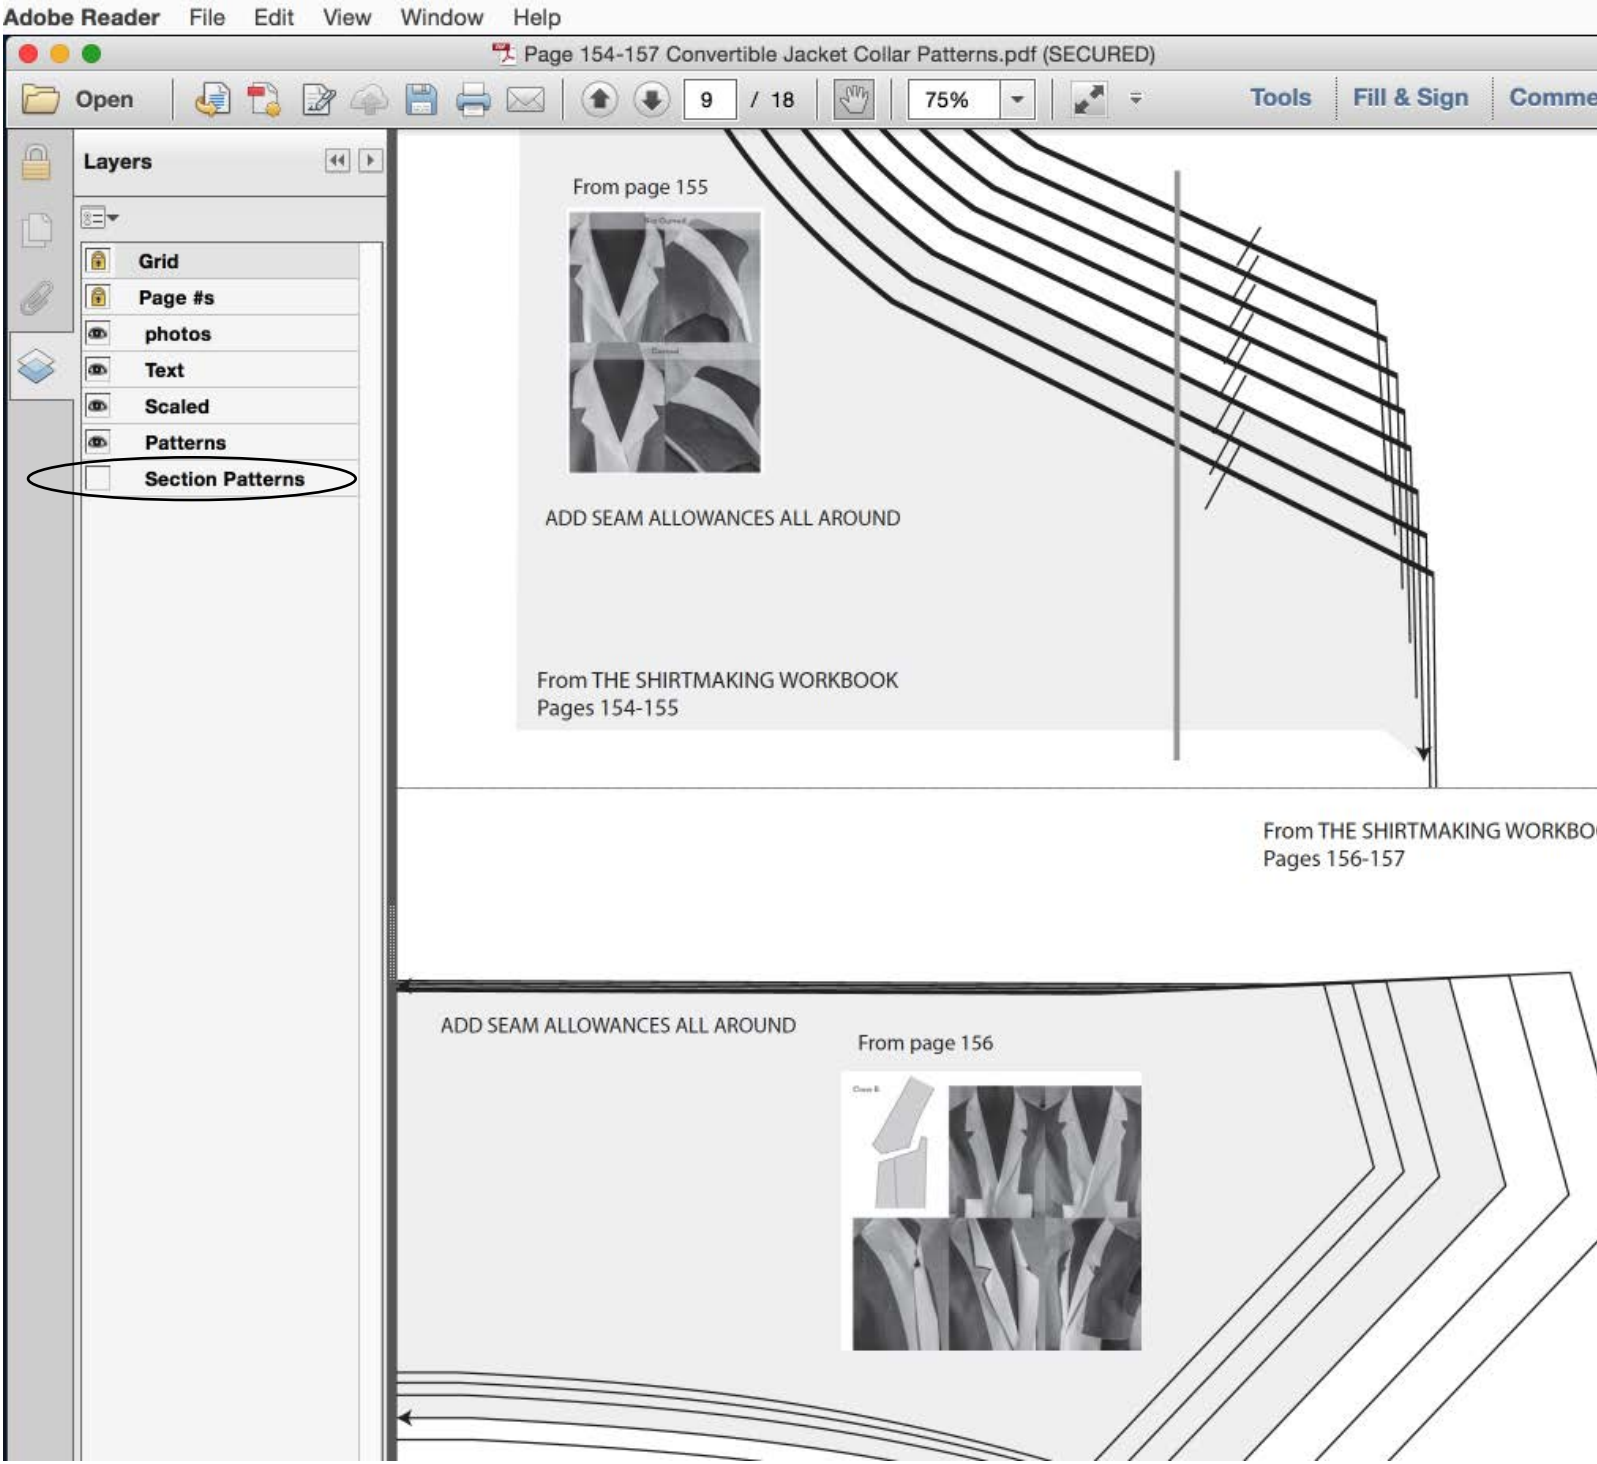 Adobe Reader File Edit View Window Help
Page 154-157 Convertible Jacket Collar Patterns.pdf (SECURED)
Open 9 / 18 75% Tools Fill & Sign Comme
Layers
Grid
Page #s
photos
Text
Scaled
Patterns
Section Patterns
From page 155
Not Curved
Curved
ADD SEAM ALLOWANCES ALL AROUND
From THE SHIRTMAKING WORKBOOK
Pages 154-155
From THE SHIRTMAKING WORKBO
Pages 156-157
ADD SEAM ALLOWANCES ALL AROUND
From page 156